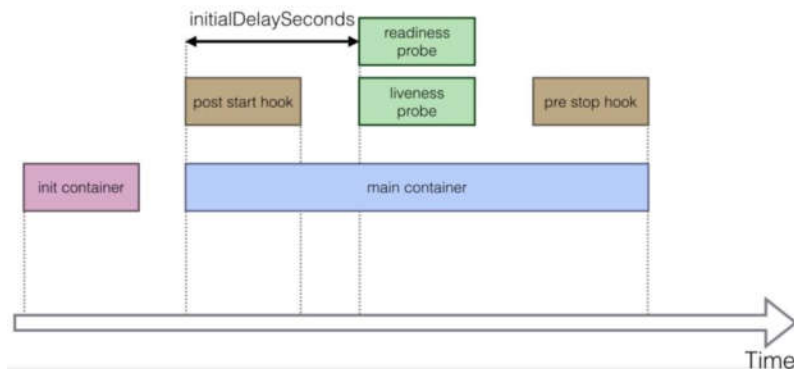 initialDelaySeconds
readiness
probe
post start hook
liveness
probe
pre stop hook
init container
main container
Time